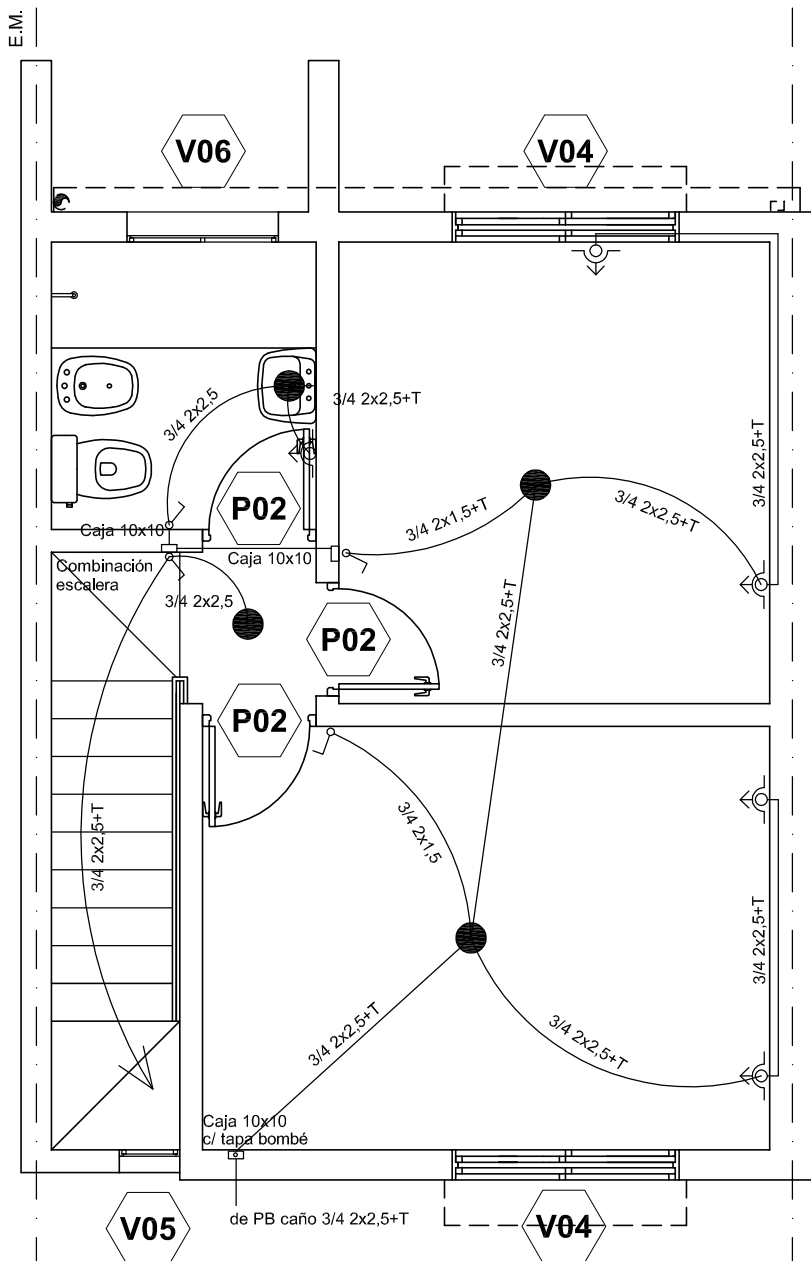 E.M.
V06
V04
3/4 2x2,5
3/4 2x2,5+T
3/4 2x2,5+T
P02
3/4 2x1,5+T
3/4 2x2,5+T
Caja 10x10
Caja 10x10
Combinación
escalera
3/4 2x2,5
P02
3/4 2x2,5+T
P02
3/4 2x2,5+T
3/4 2x1,5
3/4 2x2,5+T
3/4 2x2,5+T
3/4 2x2,5+T
Caja 10x10
c/ tapa bombé
V05
de PB caño 3/4 2x2,5+T
V04